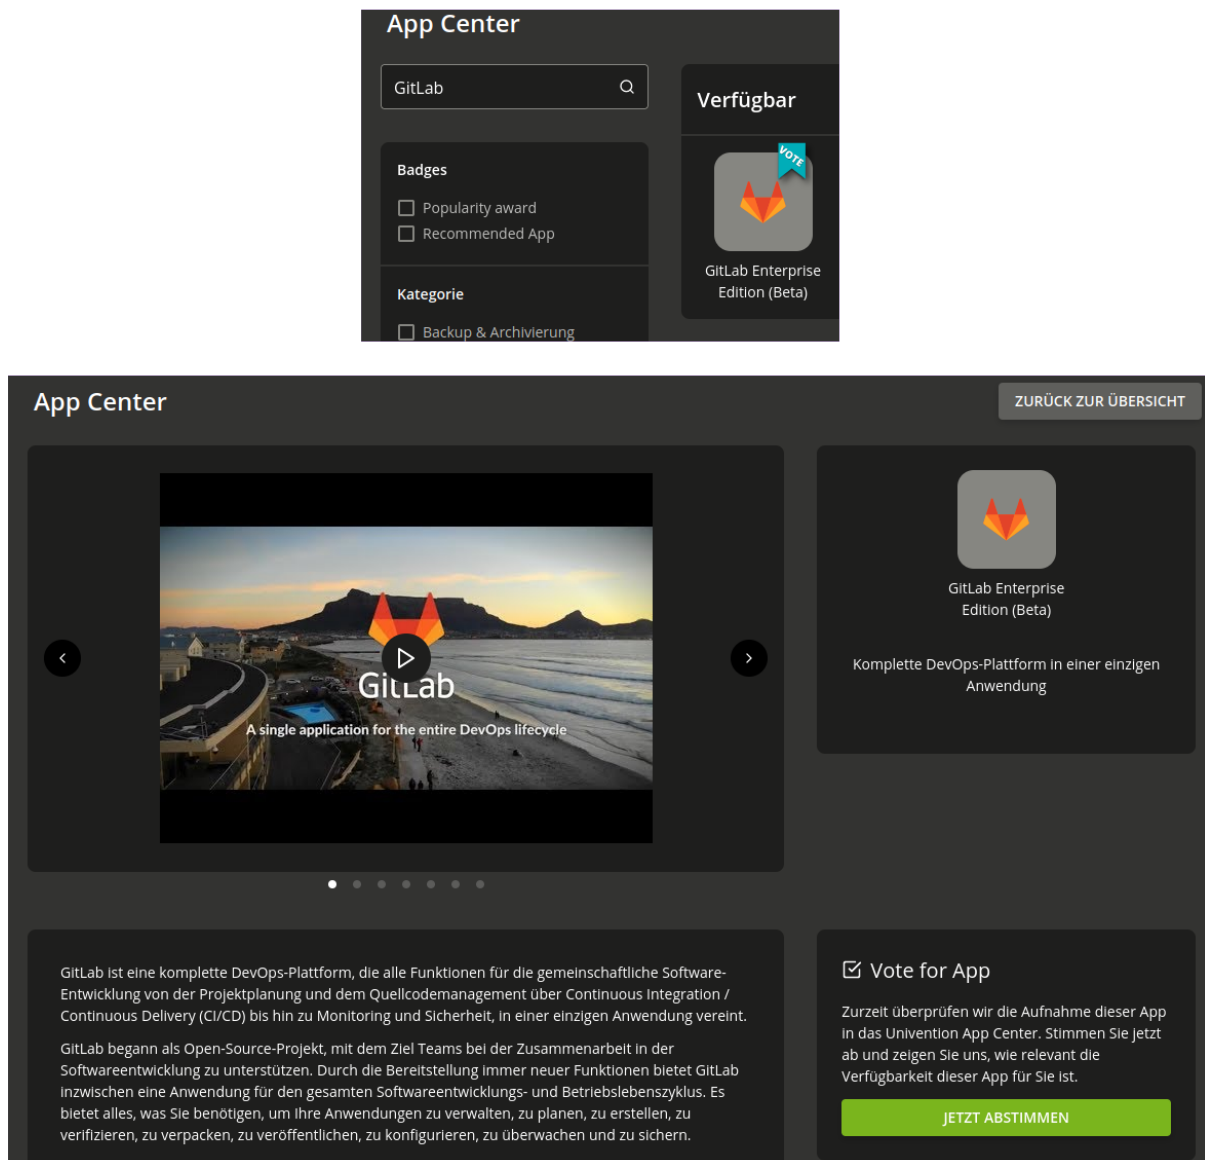 App Center
GitLab
Verfügbar
VOTE
Badges
Popularity award
Recommended App
GitLab Enterprise
Edition (Beta)
Kategorie
Backup & Archivierung
App Center
ZURÜCK ZUR ÜBERSICHT
GitLab
A single application for the entire DevOps lifecycle
GitLab Enterprise
Edition (Beta)
Komplette DevOps-Plattform in einer einzigen
Anwendung
GitLab ist eine komplette DevOps-Plattform, die alle Funktionen für die gemeinschaftliche Software-
Entwicklung von der Projektplanung und dem Quellcodemanagement über Continuous Integration /
Continuous Delivery (CI/CD) bis hin zu Monitoring und Sicherheit, in einer einzigen Anwendung vereint.
GitLab begann als Open-Source-Projekt, mit dem Ziel Teams bei der Zusammenarbeit in der
Softwareentwicklung zu unterstützen. Durch die Bereitstellung immer neuer Funktionen bietet GitLab
inzwischen eine Anwendung für den gesamten Softwareentwicklungs- und Betriebslebenszyklus. Es
bietet alles, was Sie benötigen, um Ihre Anwendungen zu verwalten, zu planen, zu erstellen, zu
verifizieren, zu verpacken, zu veröffentlichen, zu konfigurieren, zu überwachen und zu sichern.
Vote for App
Zurzeit überprüfen wir die Aufnahme dieser App
in das Univention App Center. Stimmen Sie jetzt
ab und zeigen Sie uns, wie relevant die
Verfügbarkeit dieser App für Sie ist.
JETZT ABSTIMMEN